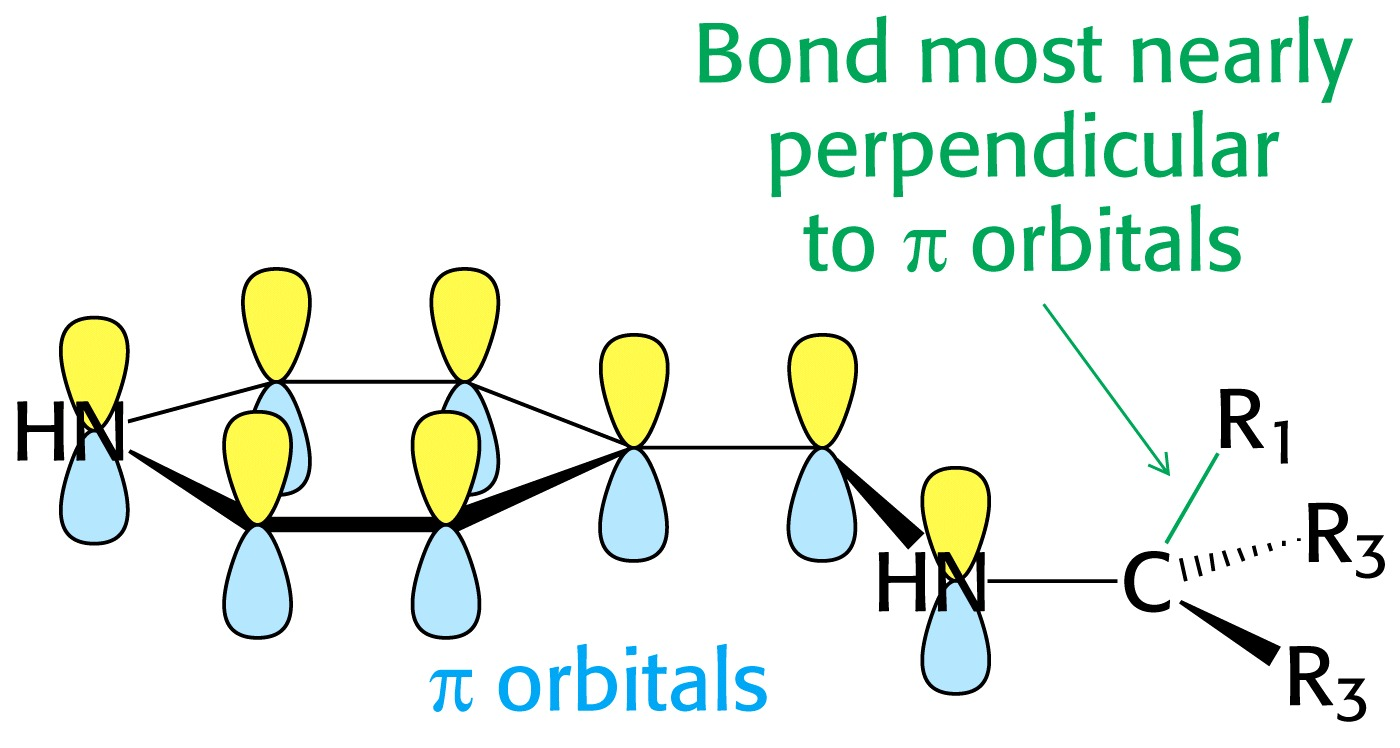 Bond most nearly
perpendicular
to π orbitals
HN
R1
R3
HN
C
R3
π orbitals